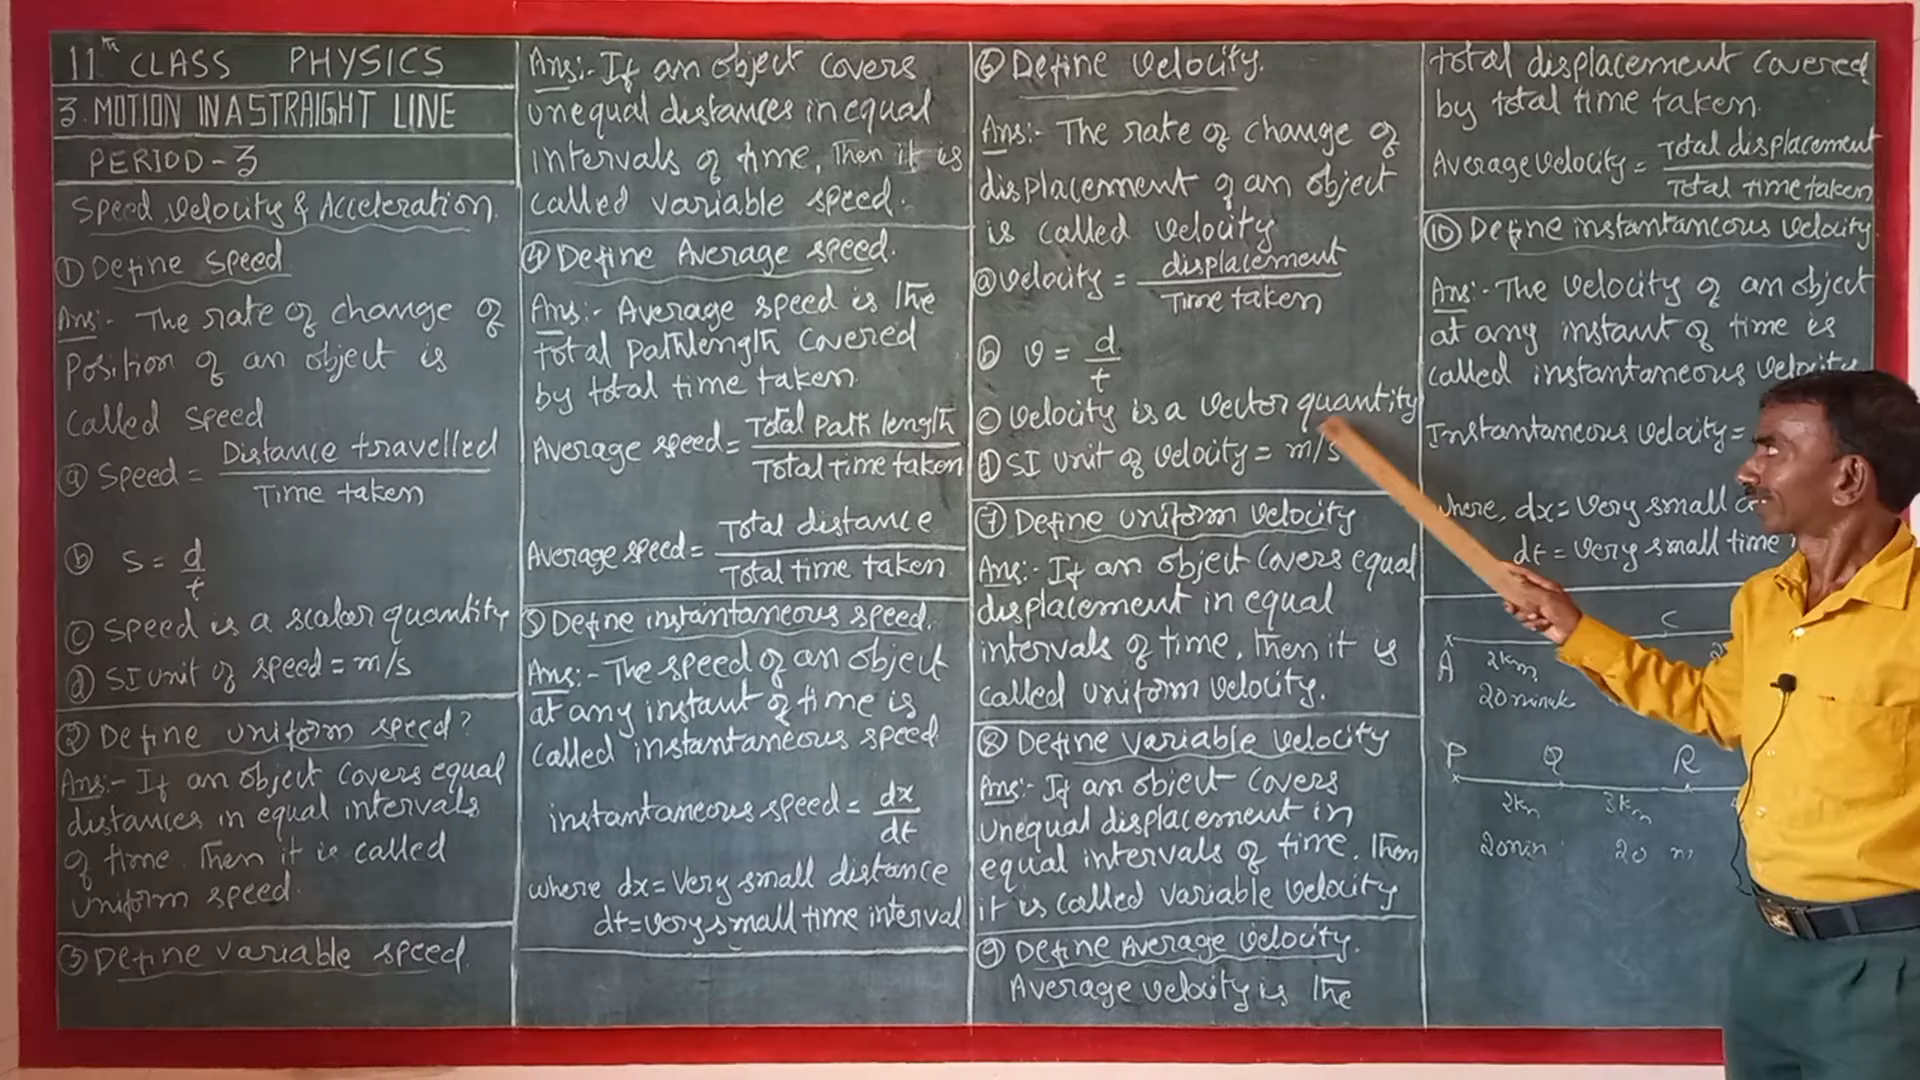 11th CLASS PHYSICS
3. MOTION IN A STRAIGHT LINE
PERIOD - 3
Speed, velocity & Acceleration
① Define speed
Ans:- The rate of change of
position of an object is
called speed
ⓐ Speed = Distance travelled
Time taken
ⓑ s = d
t
ⓒ speed is a scalar quantity
ⓓ SI unit of speed = m/s
② Define uniform speed?
Ans:- If an object covers equal
distances in equal intervals
of time. Then it is called
uniform speed.
③ Define variable speed.
Ans:- If an object covers
unequal distances in equal
intervals of time, Then it is
called variable speed.
④ Define Average speed.
Ans:- Average speed is the
total pathlength covered
by total time taken.
Average speed = Total Path length
Total time taken
Average speed = Total distance
Total time taken
⑤ Define instantaneous speed.
Ans:- The speed of an object
at any instant of time is
called instantaneous speed
instantaneous speed = dx
dt
where dx = very small distance
dt = very small time interval
⑥ Define velocity.
Ans:- The rate of change of
displacement of an object
is called velocity
ⓐ velocity = displacement
Time taken
ⓑ v = d
t
ⓒ velocity is a vector quantity
ⓓ SI unit of velocity = m/s
⑦ Define uniform velocity
Ans:- If an object covers equal
displacement in equal
intervals of time, Then it is
called uniform velocity.
⑧ Define variable velocity
Ans:- If an object covers
unequal displacement in
equal intervals of time. Then
it is called variable velocity
⑨ Define Average velocity.
Average velocity is the
total displacement covered
by total time taken.
Average velocity = Total displacement
Total time taken
⑩ Define instantaneous velocity.
Ans:- The velocity of an object
at any instant of time is
called instantaneous velocity
Instantaneous velocity =
where, dx = very small
dt = very small time
C
A 2km
20 minute
P Q R
2km 3km
20min 20